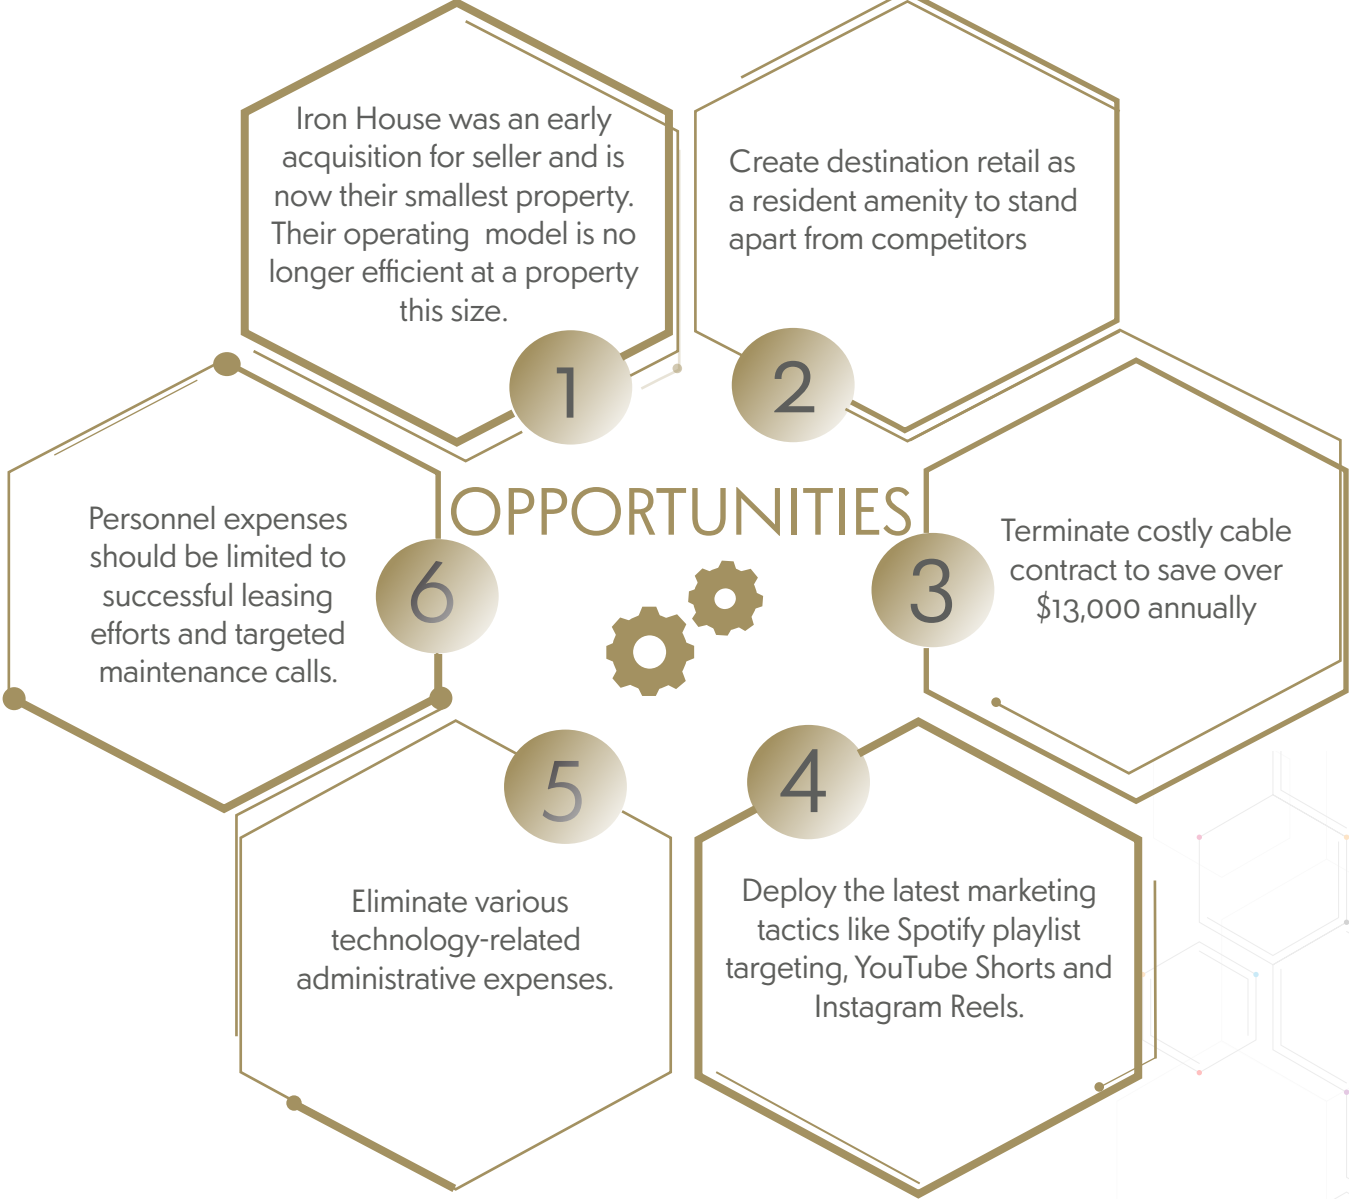 Iron House was an early
acquisition for seller and is
now their smallest property.
Their operating model is no
longer efficient at a property
this size.
1
Create destination retail as
a resident amenity to stand
apart from competitors
2
OPPORTUNITIES
Terminate costly cable
contract to save over
$13,000 annually
3
Deploy the latest marketing
tactics like Spotify playlist
targeting, YouTube Shorts and
Instagram Reels.
4
Eliminate various
technology-related
administrative expenses.
5
Personnel expenses
should be limited to
successful leasing
efforts and targeted
maintenance calls.
6